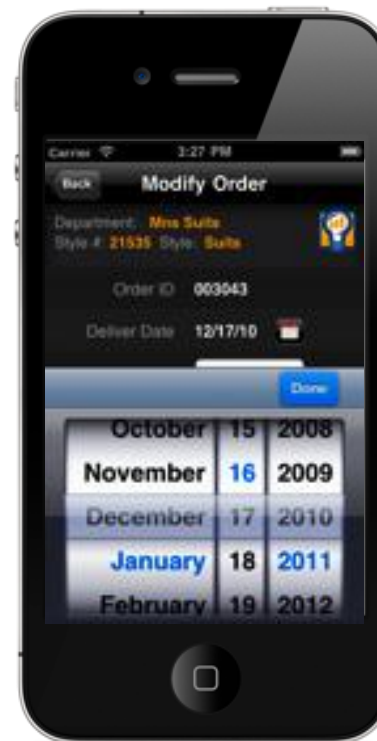 Carrier 3:27 PM
Back Modify Order
Department: Mns Suits
Style # 21535 Style: Suits
Order ID 003043
Deliver Date 12/17/10
Done
October 15 2008
November 16 2009
December 17 2010
January 18 2011
February 19 2012